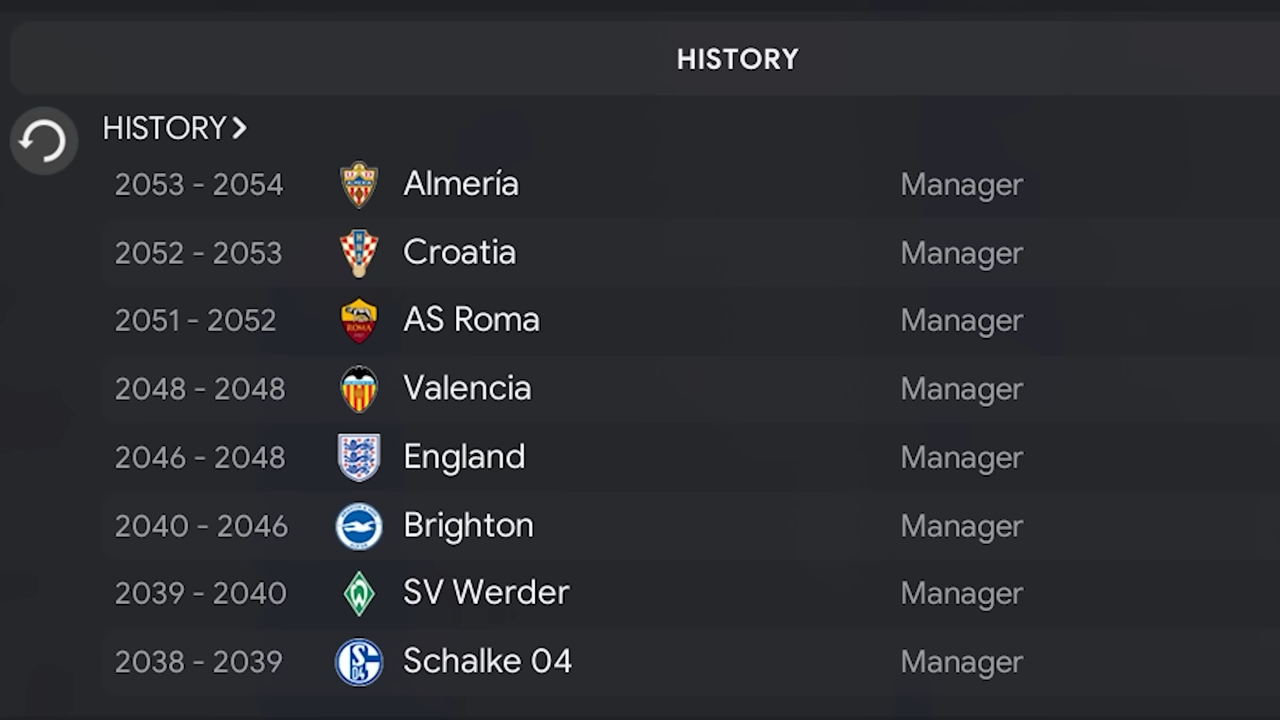 HISTORY
HISTORY
2053 - 2054 Almería Manager
2052 - 2053 Croatia Manager
2051 - 2052 AS Roma Manager
2048 - 2048 Valencia Manager
2046 - 2048 England Manager
2040 - 2046 Brighton Manager
2039 - 2040 SV Werder Manager
2038 - 2039 Schalke 04 Manager